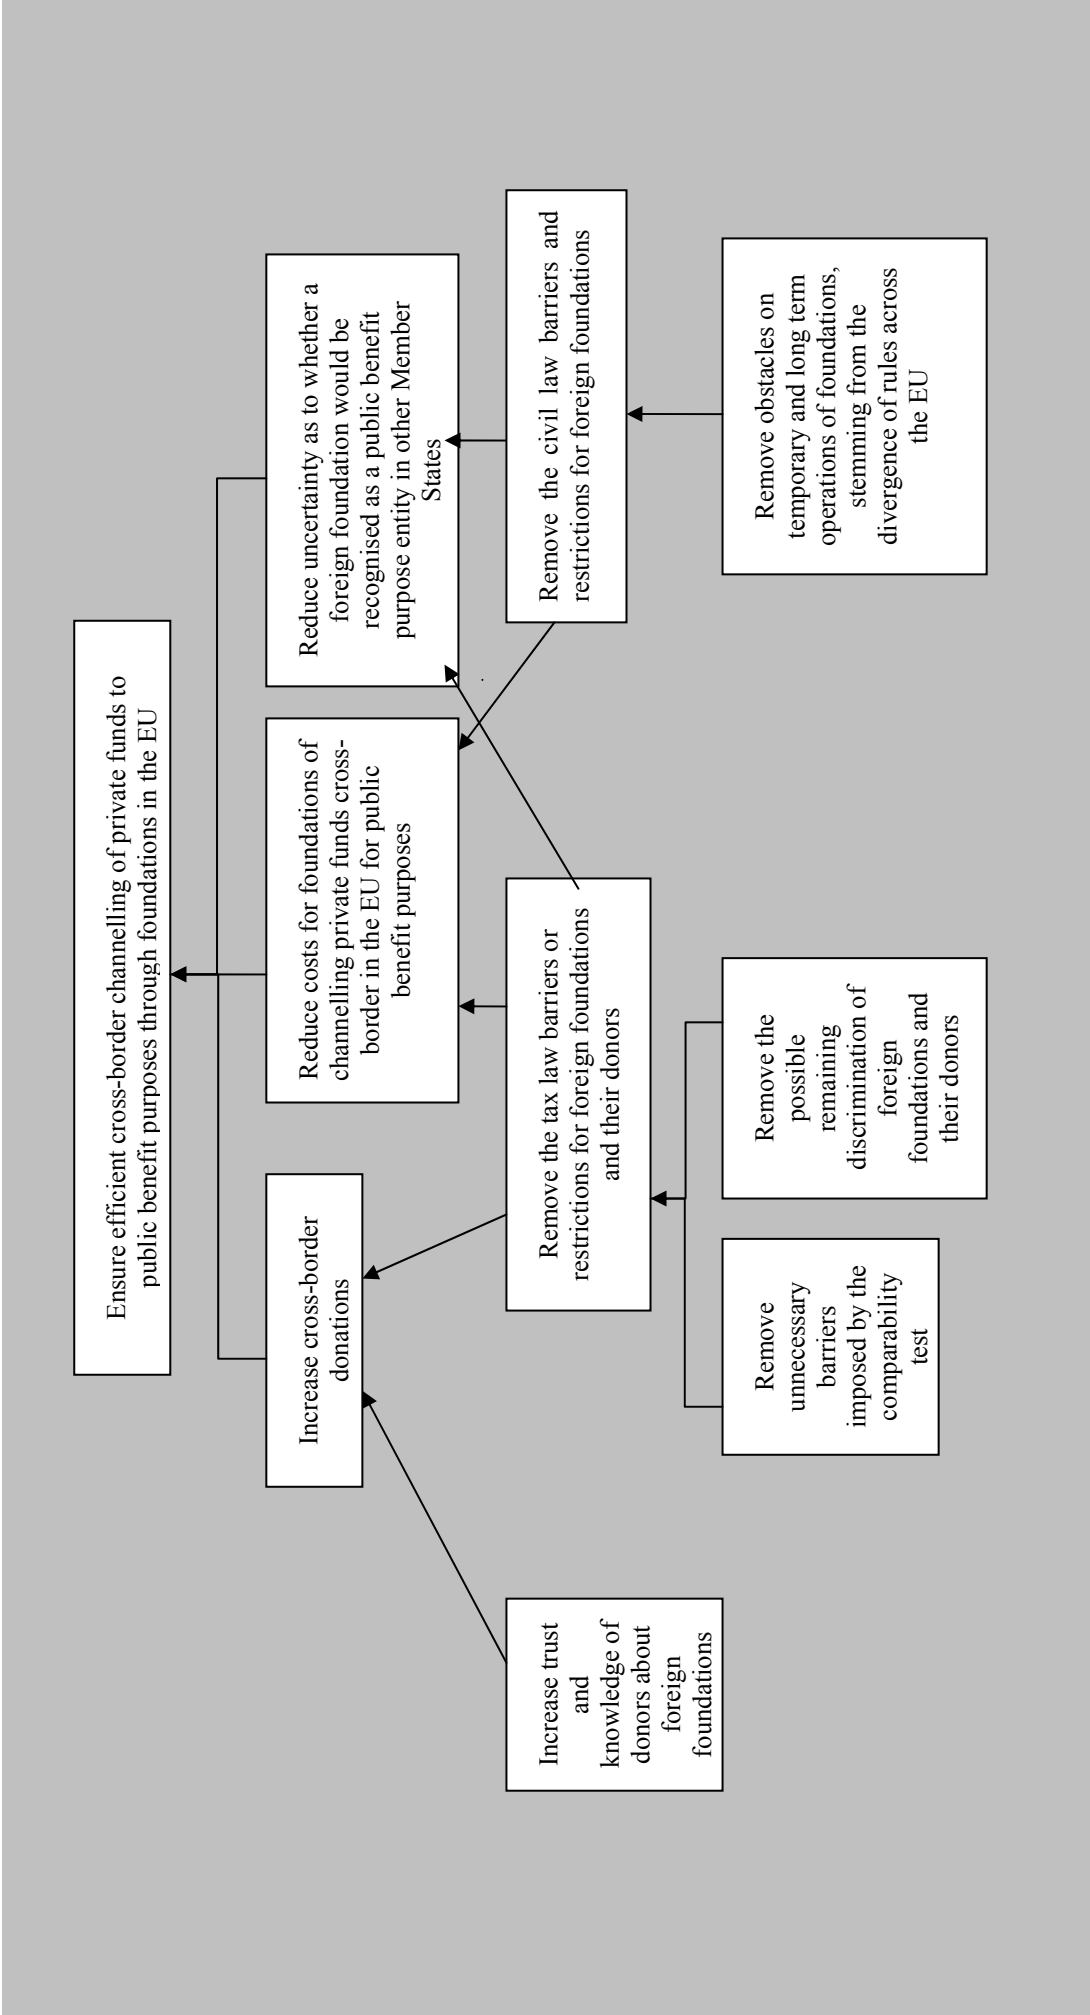 Ensure efficient cross-border channelling of private funds to
public benefit purposes through foundations in the EU
Increase cross-border
donations
Reduce costs for foundations of
channelling private funds cross-
border in the EU for public
benefit purposes
Reduce uncertainty as to whether a
foreign foundation would be
recognised as a public benefit
purpose entity in other Member
States
Increase trust
and
knowledge of
donors about
foreign
foundations
Remove the tax law barriers or
restrictions for foreign foundations
and their donors
Remove the civil law barriers and
restrictions for foreign foundations
Remove
unnecessary
barriers
imposed by the
comparability
test
Remove the
possible
remaining
discrimination of
foreign
foundations and
their donors
Remove obstacles on
temporary and long term
operations of foundations,
stemming from the
divergence of rules across
the EU